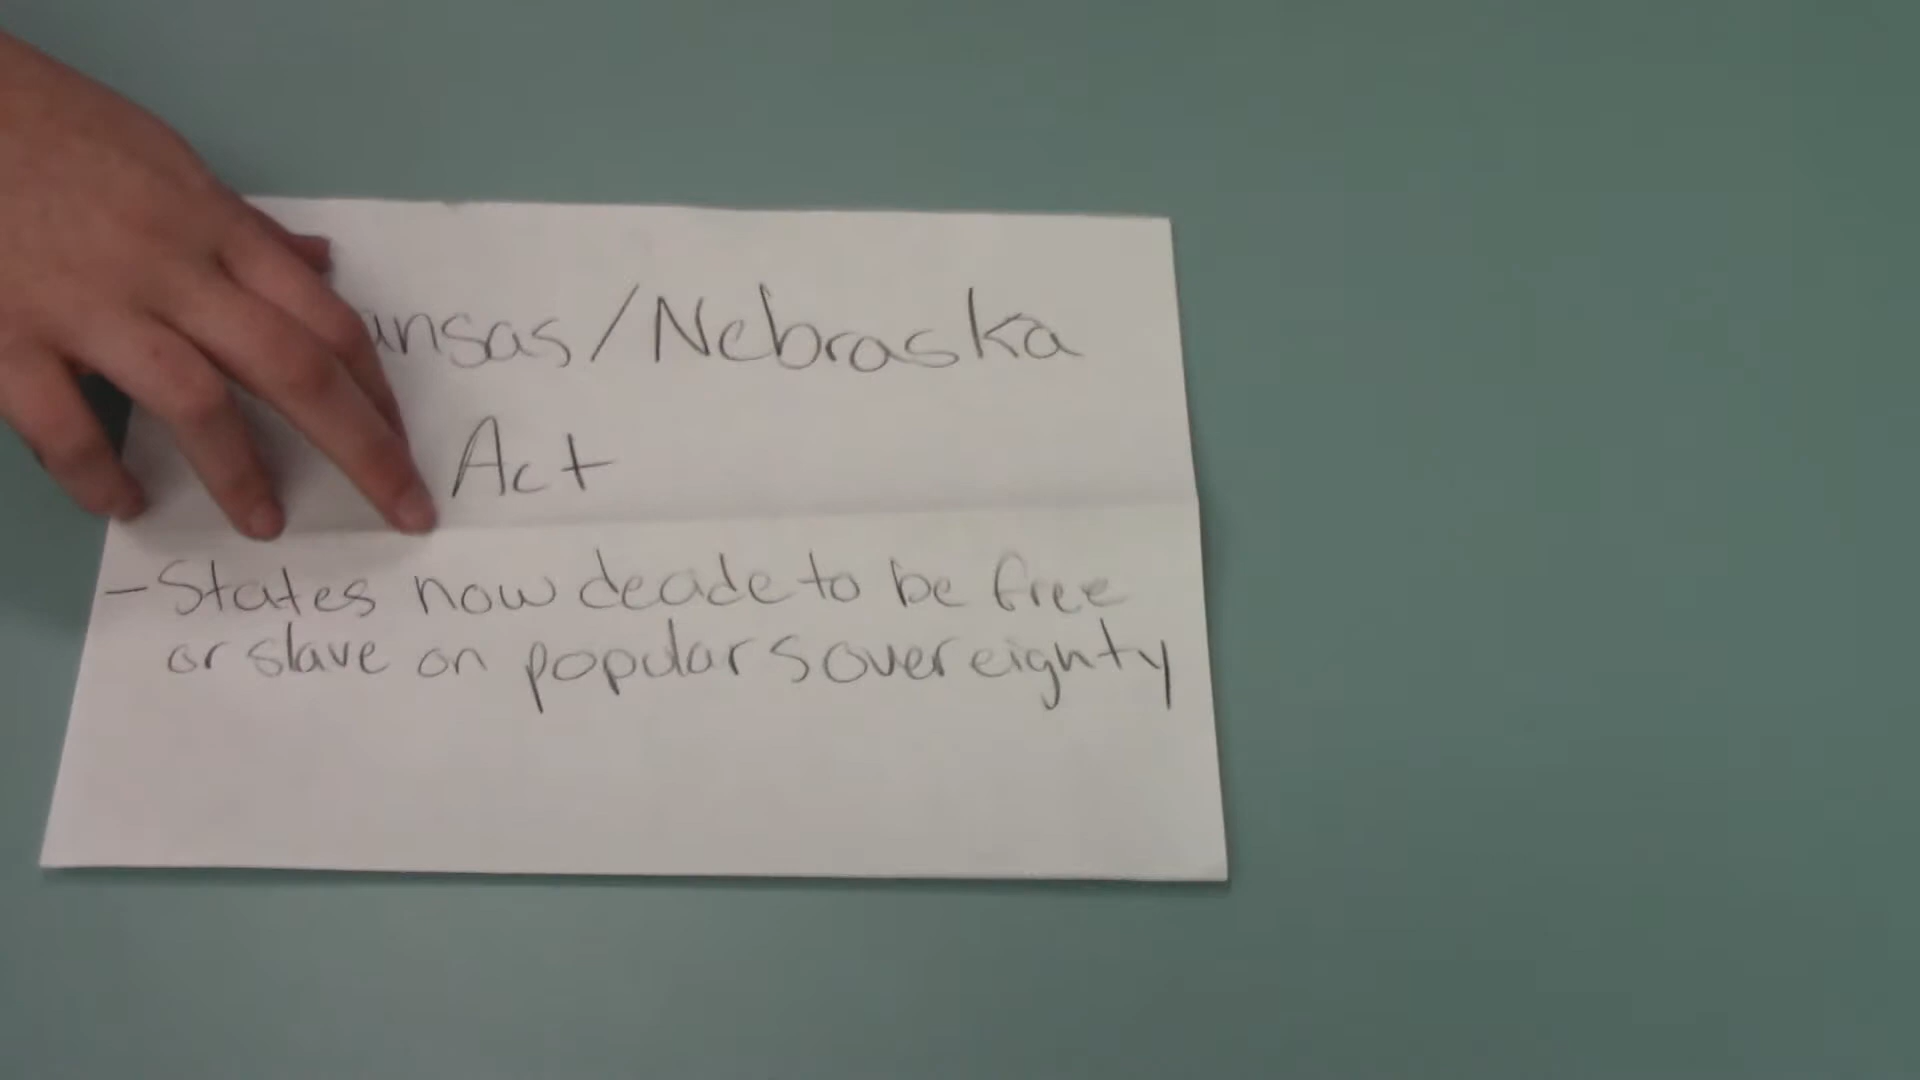 ansas/Nebraska
Act
- States now decide to be free
or slave on popular sovereignty